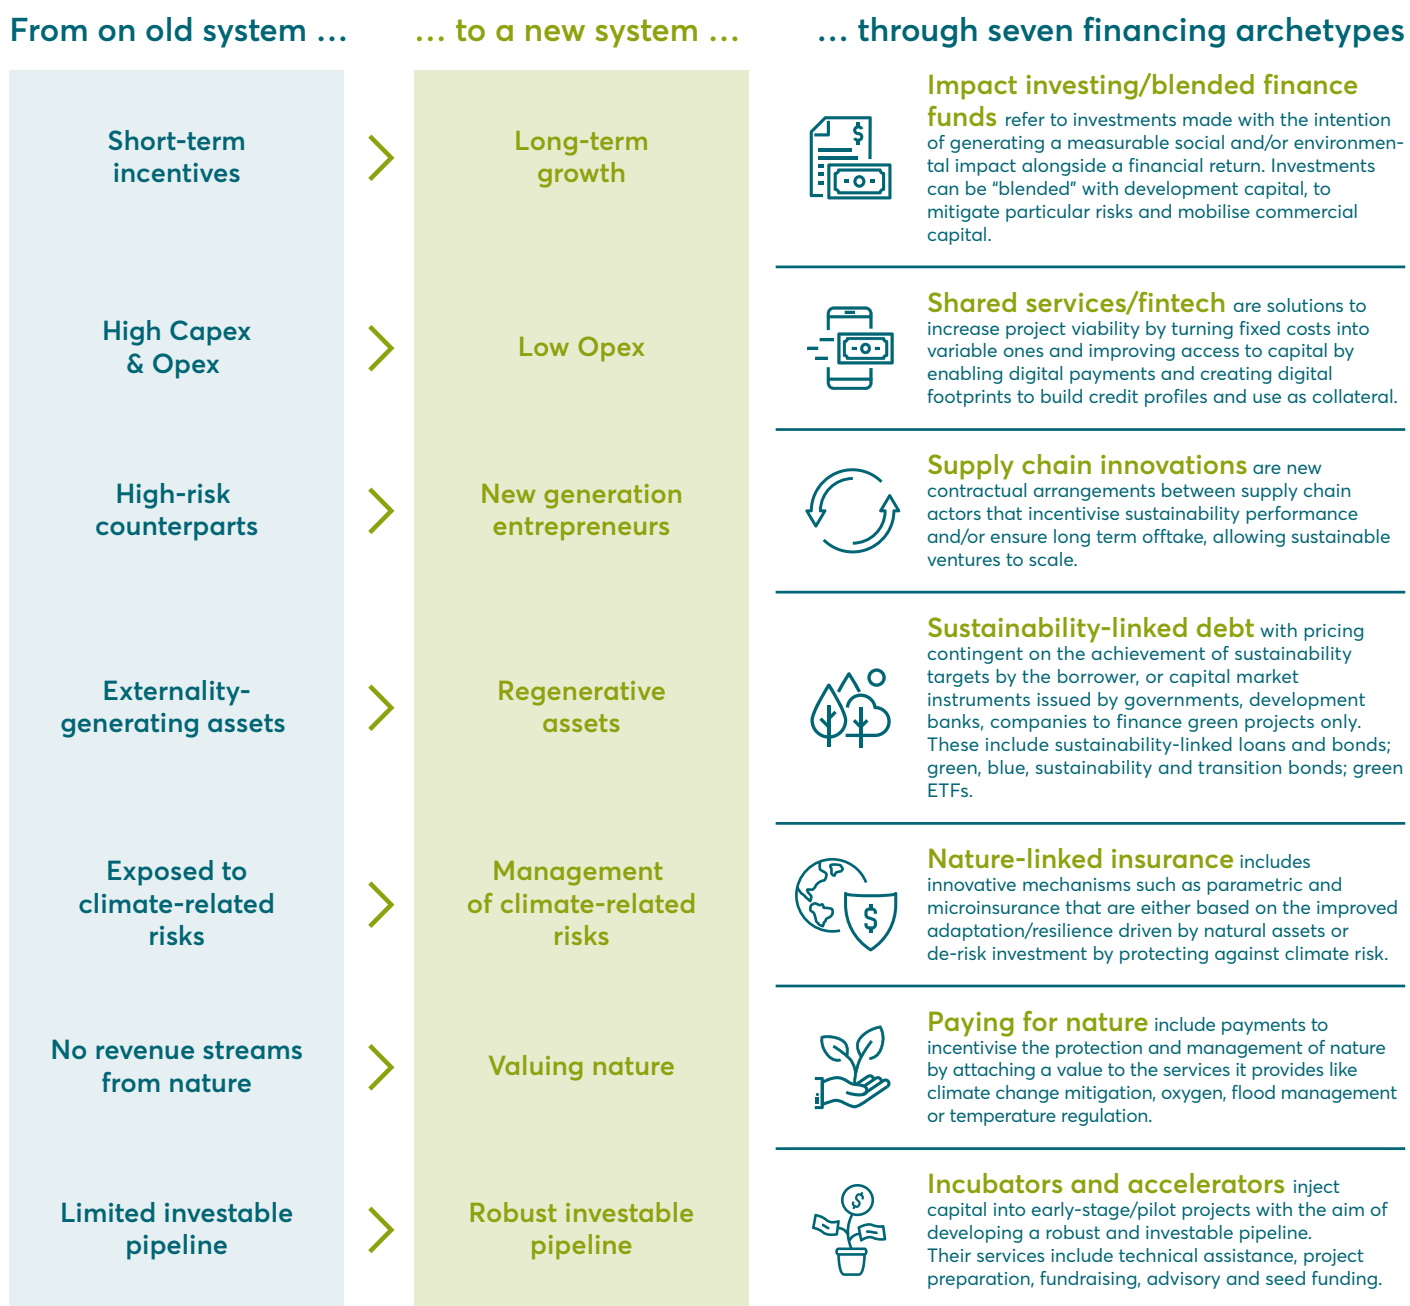 From on old system ...
... to a new system ...
... through seven financing archetypes
Short-term
incentives
Long-term
growth
Impact investing/blended finance
funds refer to investments made with the intention
of generating a measurable social and/or environmen-
tal impact alongside a financial return. Investments
can be “blended” with development capital, to
mitigate particular risks and mobilise commercial
capital.
High Capex
& Opex
Low Opex
Shared services/fintech are solutions to
increase project viability by turning fixed costs into
variable ones and improving access to capital by
enabling digital payments and creating digital
footprints to build credit profiles and use as collateral.
High-risk
counterparts
New generation
entrepreneurs
Supply chain innovations are new
contractual arrangements between supply chain
actors that incentivise sustainability performance
and/or ensure long term offtake, allowing sustainable
ventures to scale.
Externality-
generating assets
Regenerative
assets
Sustainability-linked debt with pricing
contingent on the achievement of sustainability
targets by the borrower, or capital market
instruments issued by governments, development
banks, companies to finance green projects only.
These include sustainability-linked loans and bonds;
green, blue, sustainability and transition bonds; green
ETFs.
Exposed to
climate-related
risks
Management
of climate-related
risks
Nature-linked insurance includes
innovative mechanisms such as parametric and
microinsurance that are either based on the improved
adaptation/resilience driven by natural assets or
de-risk investment by protecting against climate risk.
No revenue streams
from nature
Valuing nature
Paying for nature include payments to
incentivise the protection and management of nature
by attaching a value to the services it provides like
climate change mitigation, oxygen, flood management
or temperature regulation.
Limited investable
pipeline
Robust investable
pipeline
Incubators and accelerators inject
capital into early-stage/pilot projects with the aim of
developing a robust and investable pipeline.
Their services include technical assistance, project
preparation, fundraising, advisory and seed funding.